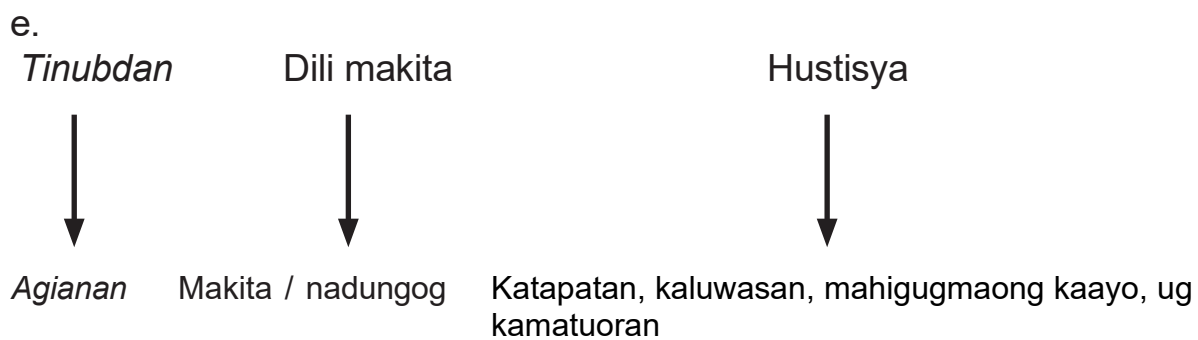 e.
Tinubdan Dili makita Hustisya
Agianan Makita / nadungog Katapatan, kaluwasan, mahigugmaong kaayo, ug
kamatuoran